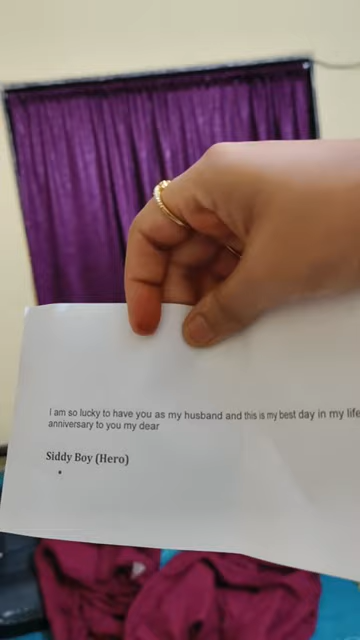 I am so lucky to have you as my husband and this is my best day in my life
anniversary to you my dear
Siddy Boy (Hero)